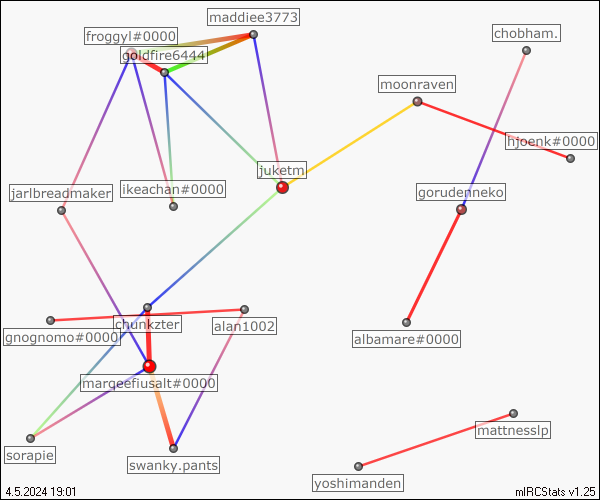 maddiee3773
froggyl#0000
chobham.
goldfire6444
moonraven
hjoenk#0000
juketm
jarlbreadmaker
ikeachan#0000
gorudenneko
chunkzter
alan1002
gnognomo#0000
albamare#0000
marqeefiusalt#0000
mattnesslp
sorapie
swanky.pants
yoshimanden
4.5.2024 19:01
mIRCStats v1.25